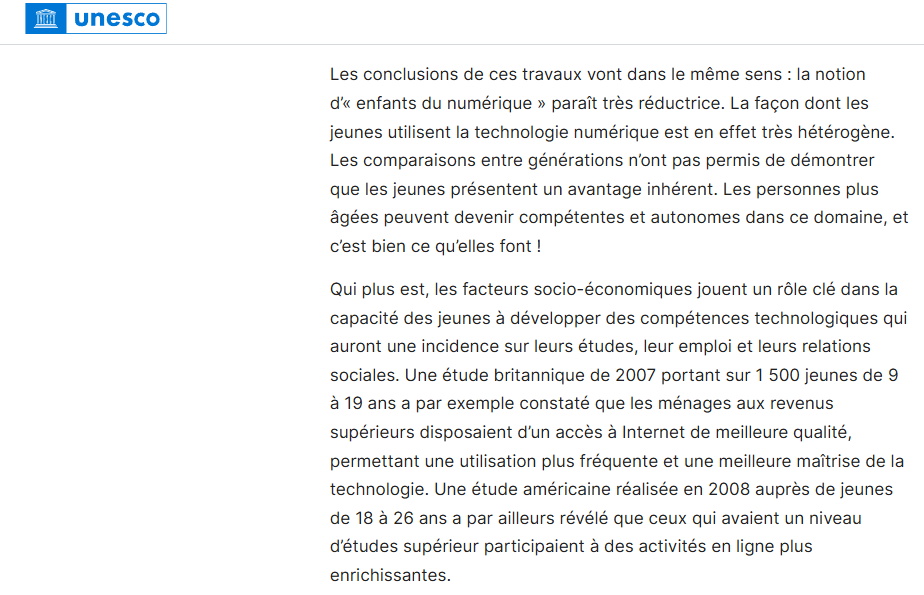 unesco
Les conclusions de ces travaux vont dans le même sens : la notion
d’« enfants du numérique » paraît très réductrice. La façon dont les
jeunes utilisent la technologie numérique est en effet très hétérogène.
Les comparaisons entre générations n’ont pas permis de démontrer
que les jeunes présentent un avantage inhérent. Les personnes plus
âgées peuvent devenir compétentes et autonomes dans ce domaine, et
c’est bien ce qu’elles font !
Qui plus est, les facteurs socio-économiques jouent un rôle clé dans la
capacité des jeunes à développer des compétences technologiques qui
auront une incidence sur leurs études, leur emploi et leurs relations
sociales. Une étude britannique de 2007 portant sur 1 500 jeunes de 9
à 19 ans a par exemple constaté que les ménages aux revenus
supérieurs disposaient d’un accès à Internet de meilleure qualité,
permettant une utilisation plus fréquente et une meilleure maîtrise de la
technologie. Une étude américaine réalisée en 2008 auprès de jeunes
de 18 à 26 ans a par ailleurs révélé que ceux qui avaient un niveau
d’études supérieur participaient à des activités en ligne plus
enrichissantes.